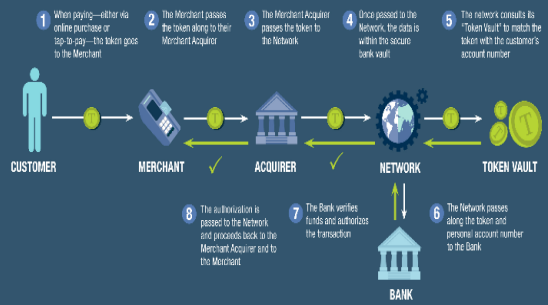 1 When paying—either via
online purchase or
tap-to-pay—the token goes
to the Merchant
2 The Merchant passes
the token along to their
Merchant Acquirer
3 The Merchant Acquirer
passes the token to
the Network
4 Once passed to the
Network, the data is
within the secure
bank vault
5 The network consults its
"Token Vault" to match the
token with the customer's
account number
T T T T T T T
CUSTOMER MERCHANT ACQUIRER NETWORK TOKEN VAULT
8 The authorization is
passed to the Network
and proceeds back to the
Merchant Acquirer and to
the Merchant
7 The Bank verifies
funds and authorizes
the transaction
6 The Network passes
along the token and
personal account number
to the Bank
BANK